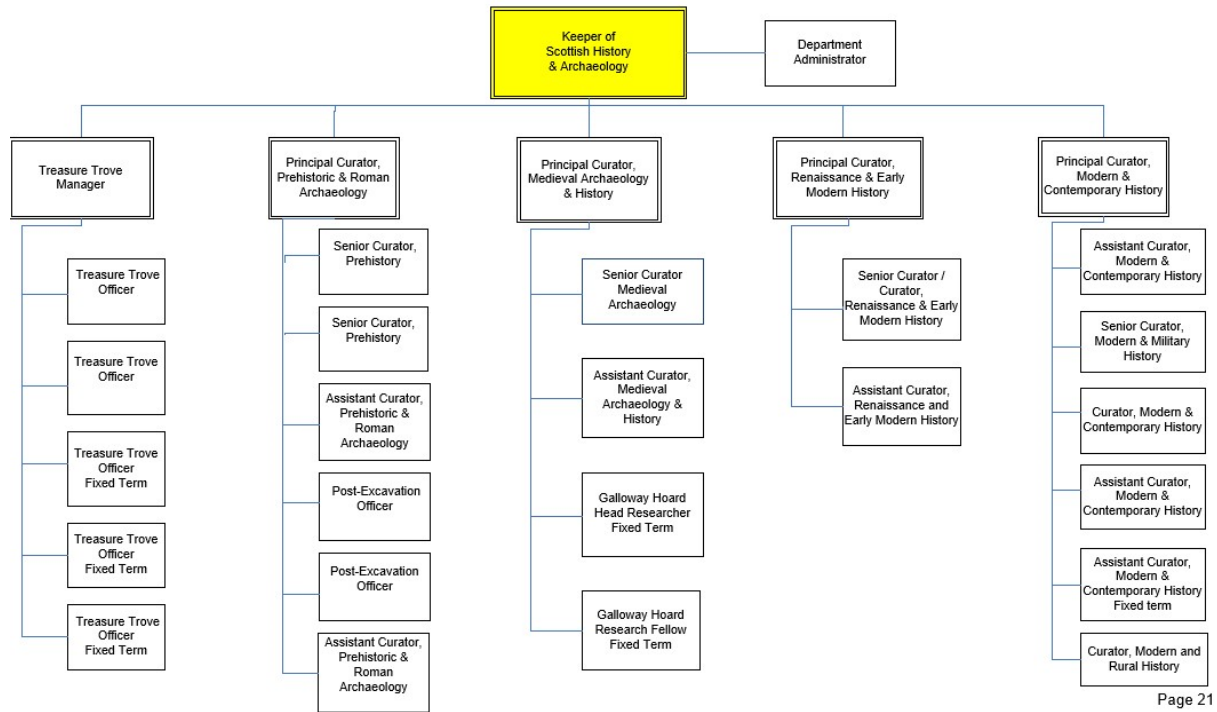 Keeper of
Scottish History
& Archaeology
Department
Administrator
Treasure Trove
Manager
Principal Curator,
Prehistoric & Roman
Archaeology
Principal Curator,
Medieval Archaeology
& History
Principal Curator,
Renaissance & Early
Modern History
Principal Curator,
Modern &
Contemporary History
Treasure Trove
Officer
Treasure Trove
Officer
Treasure Trove
Officer
Fixed Term
Treasure Trove
Officer
Fixed Term
Treasure Trove
Officer
Fixed Term
Senior Curator,
Prehistory
Senior Curator,
Prehistory
Assistant Curator,
Prehistoric &
Roman
Archaeology
Post-Excavation
Officer
Post-Excavation
Officer
Assistant Curator,
Prehistoric &
Roman
Archaeology
Senior Curator
Medieval
Archaeology
Assistant Curator,
Medieval
Archaeology &
History
Galloway Hoard
Head Researcher
Fixed Term
Galloway Hoard
Research Fellow
Fixed Term
Senior Curator /
Curator,
Renaissance & Early
Modern History
Assistant Curator,
Renaissance and
Early Modern History
Assistant Curator,
Modern &
Contemporary History
Senior Curator,
Modern & Military
History
Curator, Modern &
Contemporary History
Assistant Curator,
Modern &
Contemporary History
Assistant Curator,
Modern &
Contemporary History
Fixed term
Curator, Modern and
Rural History
Page 21